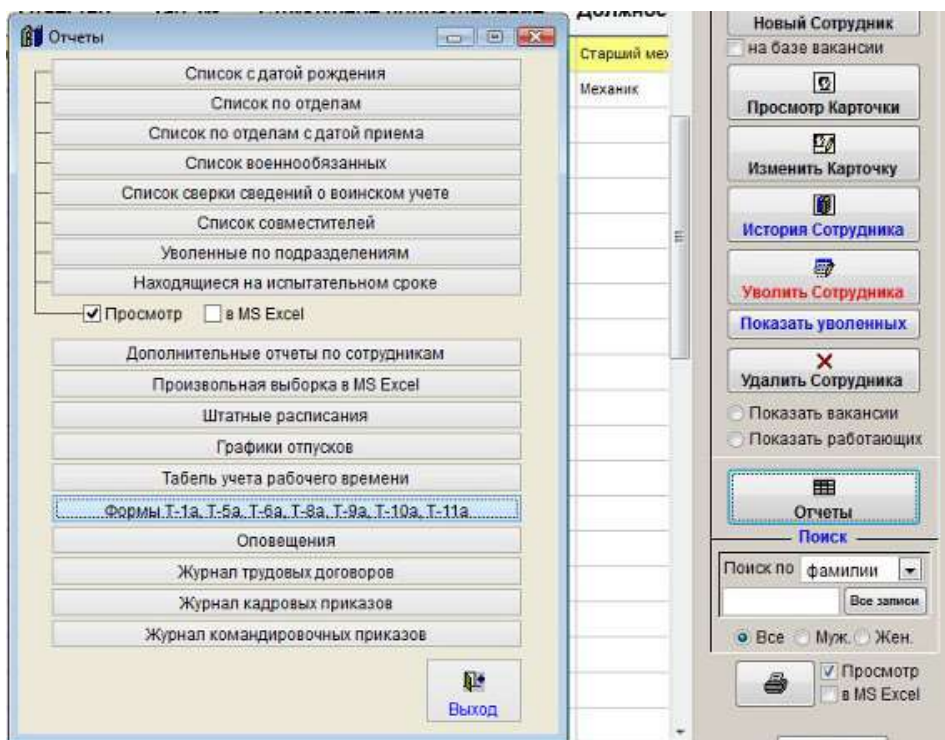 Должнос
Отчеты
Список с датой рождения
Список по отделам
Список по отделам с датой приема
Список военнообязанных
Список сверки сведений о воинском учете
Список совместителей
Уволенные по подразделениям
Находящиеся на испытательном сроке
Просмотр в MS Excel
Дополнительные отчеты по сотрудникам
Произвольная выборка в MS Excel
Штатные расписания
Графики отпусков
Табель учета рабочего времени
Формы Т-1а, Т-5а, Т-6а, Т-8а, Т-9а, Т-10а, Т-11а
Оповещения
Журнал трудовых договоров
Журнал кадровых приказов
Журнал командировочных приказов
Выход
Старший мех
Механик
Новый Сотрудник
на базе вакансии
Просмотр Карточки
Изменить Карточку
История Сотрудника
Уволить Сотрудника
Показать уволенных
Удалить Сотрудника
Показать вакансии
Показать работающих
Отчеты
Поиск
Поиск по фамилии
Все записи
Все Муж. Жен.
Просмотр
в MS Excel